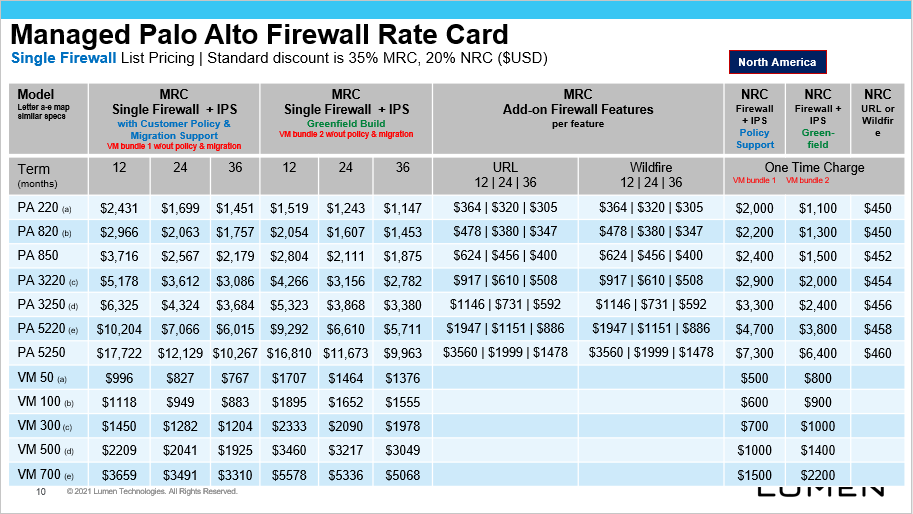 Managed Palo Alto Firewall Rate Card
Single Firewall List Pricing | Standard discount is 35% MRC, 20% NRC ($USD)
North America
Model
Letter a-e map
similar specs
MRC
Single Firewall + IPS
with Customer Policy &
Migration Support
VM bundle 1 w/out policy & migration
MRC
Single Firewall + IPS
Greenfield Build
VM bundle 2 w/out policy & migration
MRC
Add-on Firewall Features
per feature
NRC
Firewall
+ IPS
Policy
Support
NRC
Firewall +
IPS
Green-
field
NRC
URL or
Wildfir
e
Term
(months)
12 24 36 12 24 36
URL
12 | 24 | 36
Wildfire
12 | 24 | 36
One Time Charge
VM bundle 1 VM bundle 2
PA 220 (a) $2,431 $1,699 $1,451 $1,519 $1,243 $1,147 $364 | $320 | $305 $364 | $320 | $305 $2,000 $1,100 $450
PA 820 (b) $2,966 $2,063 $1,757 $2,054 $1,607 $1,453 $478 | $380 | $347 $478 | $380 | $347 $2,200 $1,300 $450
PA 850 $3,716 $2,567 $2,179 $2,804 $2,111 $1,875 $624 | $456 | $400 $624 | $456 | $400 $2,400 $1,500 $452
PA 3220 (c) $5,178 $3,612 $3,086 $4,266 $3,156 $2,782 $917 | $610 | $508 $917 | $610 | $508 $2,900 $2,000 $454
PA 3250 (d) $6,325 $4,324 $3,684 $5,323 $3,868 $3,380 $1146 | $731 | $592 $1146 | $731 | $592 $3,300 $2,400 $456
PA 5220 (e) $10,204 $7,066 $6,015 $9,292 $6,610 $5,711 $1947 | $1151 | $886 $1947 | $1151 | $886 $4,700 $3,800 $458
PA 5250 $17,722 $12,129 $10,267 $16,810 $11,673 $9,963 $3560 | $1999 | $1478 $3560 | $1999 | $1478 $7,300 $6,400 $460
VM 50 (a) $996 $827 $767 $1707 $1464 $1376 $500 $800
VM 100 (b) $1118 $949 $883 $1895 $1652 $1555 $600 $900
VM 300 (c) $1450 $1282 $1204 $2333 $2090 $1978 $700 $1000
VM 500 (d) $2209 $2041 $1925 $3460 $3217 $3049 $1000 $1400
VM 700 (e) $3659 $3491 $3310 $5578 $5336 $5068 $1500 $2200
10 © 2021 Lumen Technologies. All Rights Reserved.
LUMEN